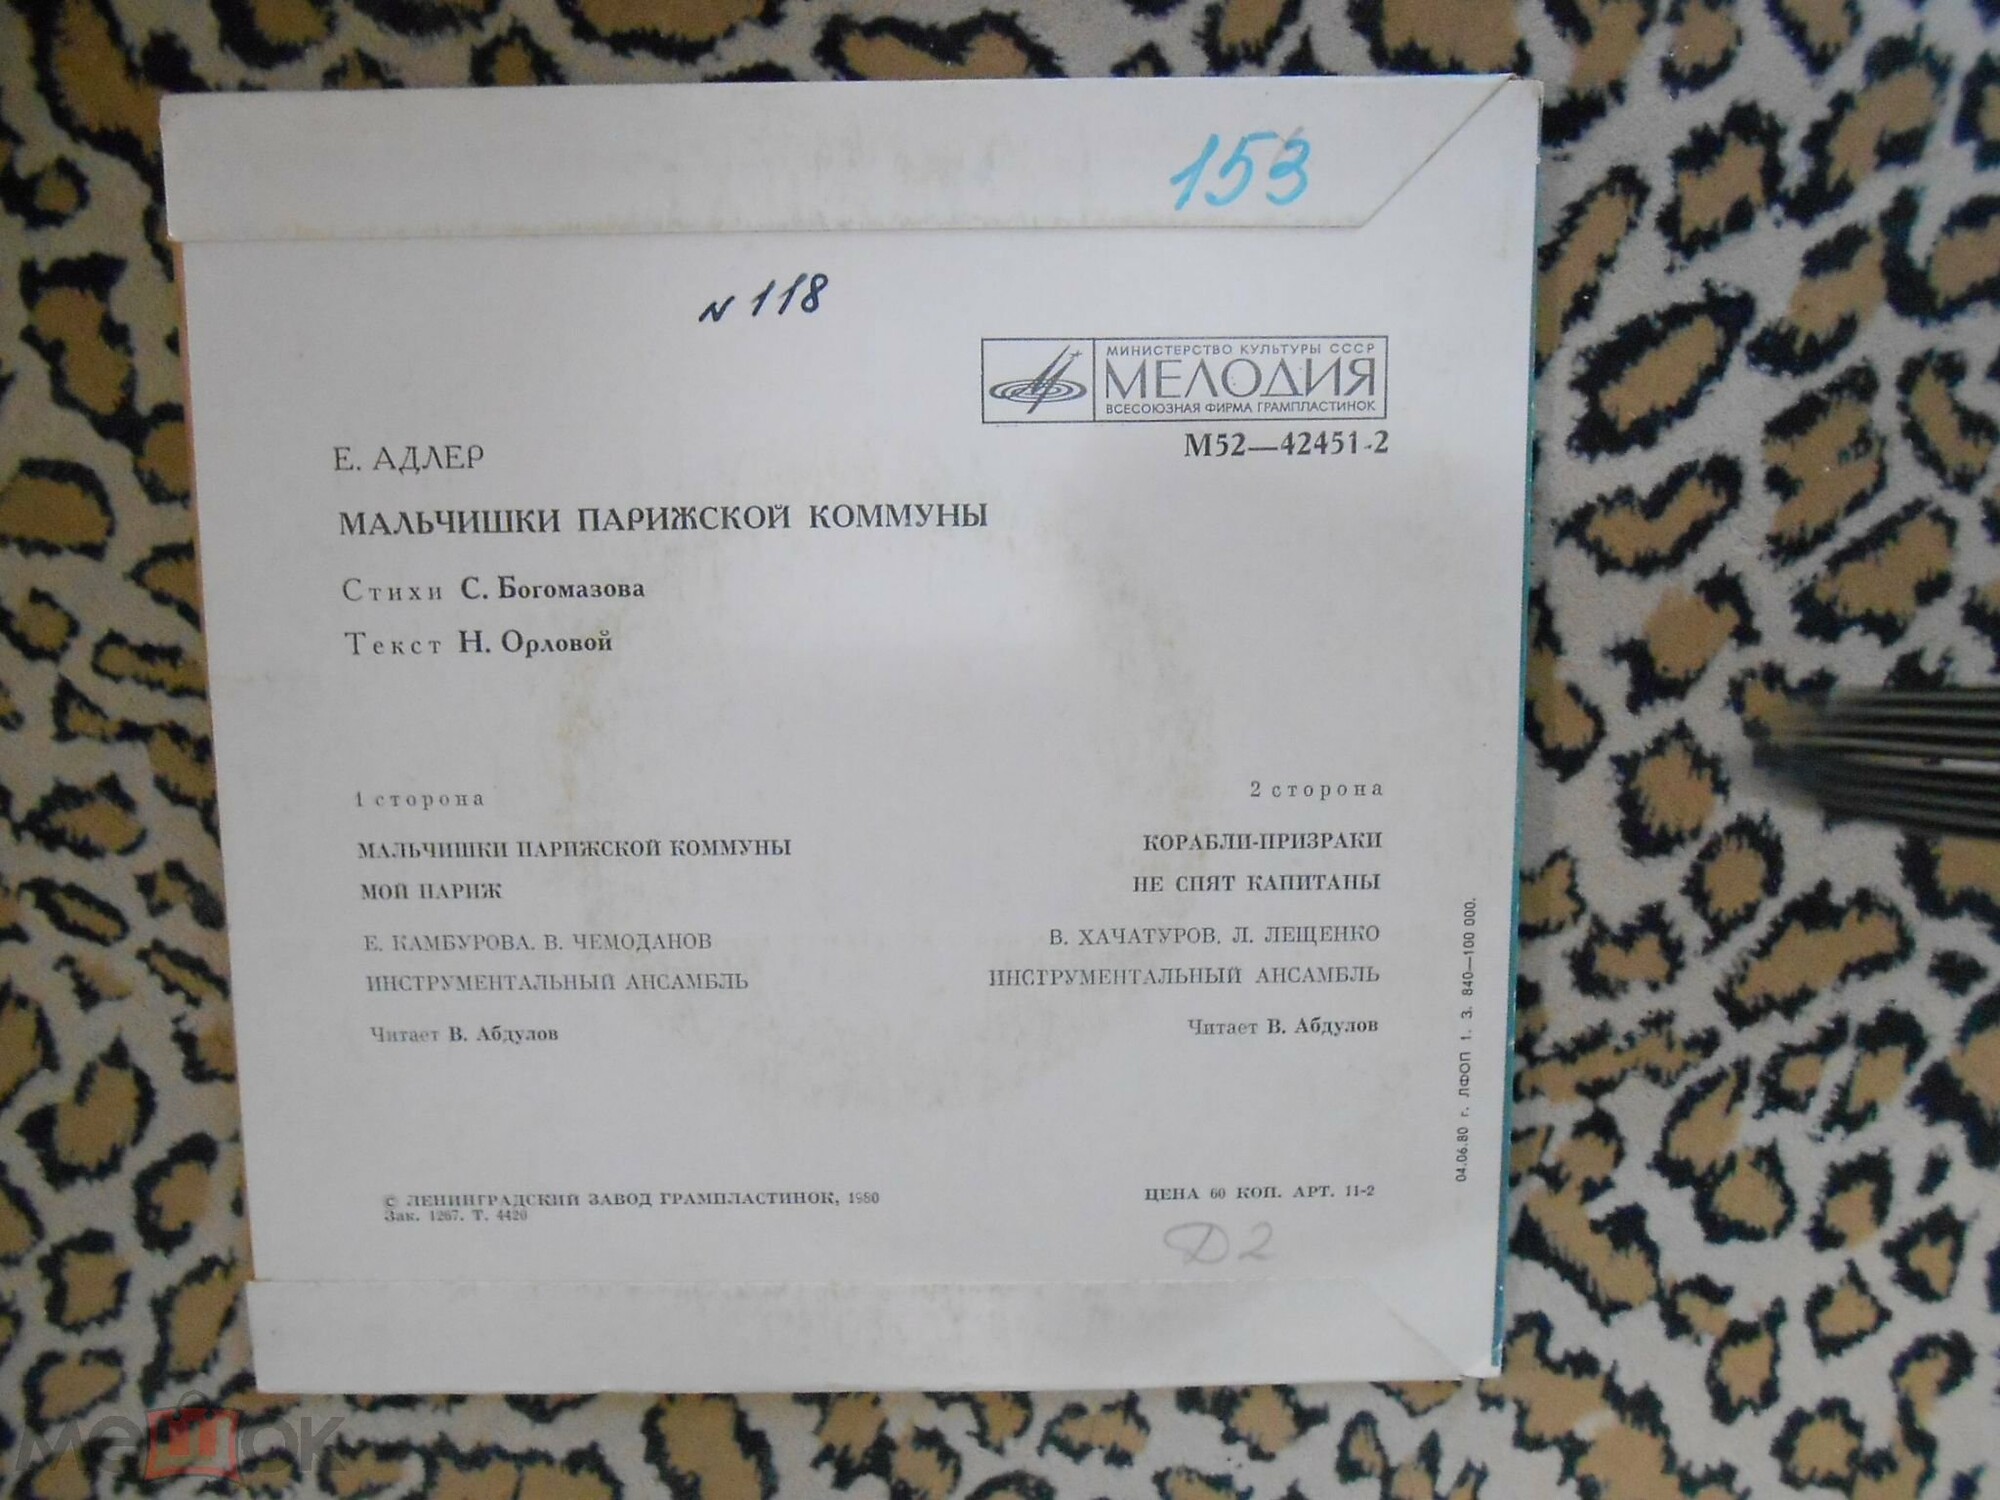 153
N 118
МИНИСТЕРСТВО КУЛЬТУРЫ СССР
МЕЛОДИЯ
ВСЕСОЮЗНАЯ ФИРМА ГРАМПЛАСТИНОК
М52—42451-2
Е. АДЛЕР
МАЛЬЧИШКИ ПАРИЖСКОЙ КОММУНЫ
Стихи С. Богомазова
Текст Н. Орловой
1 сторона
МАЛЬЧИШКИ ПАРИЖСКОЙ КОММУНЫ
МОЙ ПАРИЖ
Е. КАМБУРОВА, В. ЧЕМОДАНОВ
ИНСТРУМЕНТАЛЬНЫЙ АНСАМБЛЬ
Читает В. Абдулов
2 сторона
КОРАБЛИ-ПРИЗРАКИ
НЕ СПЯТ КАПИТАНЫ
В. ХАЧАТУРОВ, Л. ЛЕЩЕНКО
ИНСТРУМЕНТАЛЬНЫЙ АНСАМБЛЬ
Читает В. Абдулов
04.06.80 г. ЛФОП 1. З. 840—100 000.
© ЛЕНИНГРАДСКИЙ ЗАВОД ГРАМПЛАСТИНОК, 1980
Зак. 1267. Т. 4420
ЦЕНА 60 КОП. АРТ. 11-2
Д2
мешок